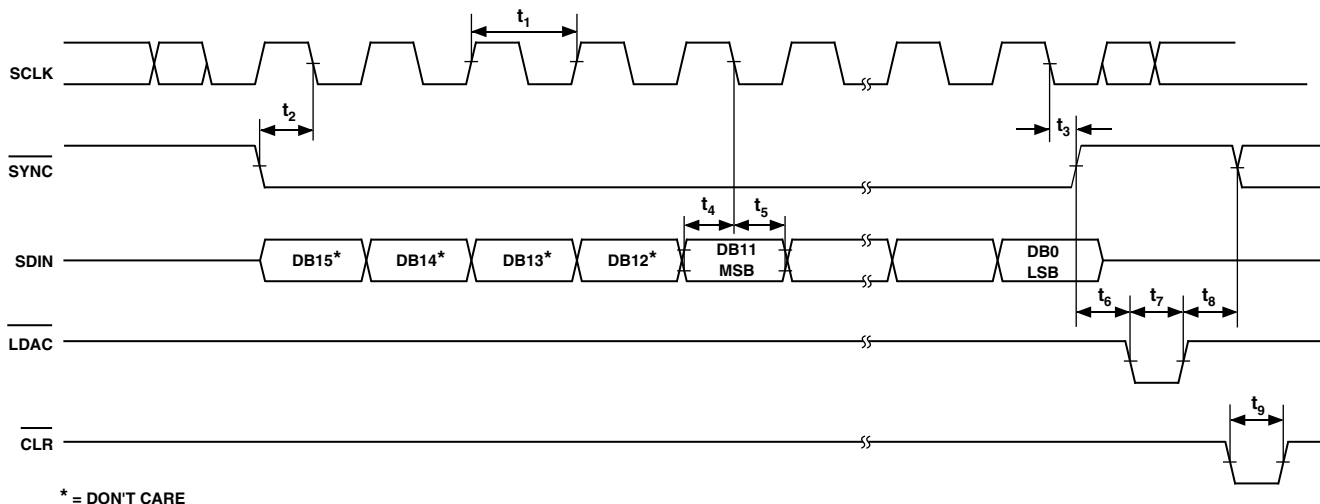 t1
SCLK
t2
t3
SYNC
t4
t5
SDIN
DB15*
DB14*
DB13*
DB12*
DB11
MSB
DB0
LSB
t6
t7
t8
LDAC
t9
CLR
* = DON'T CARE